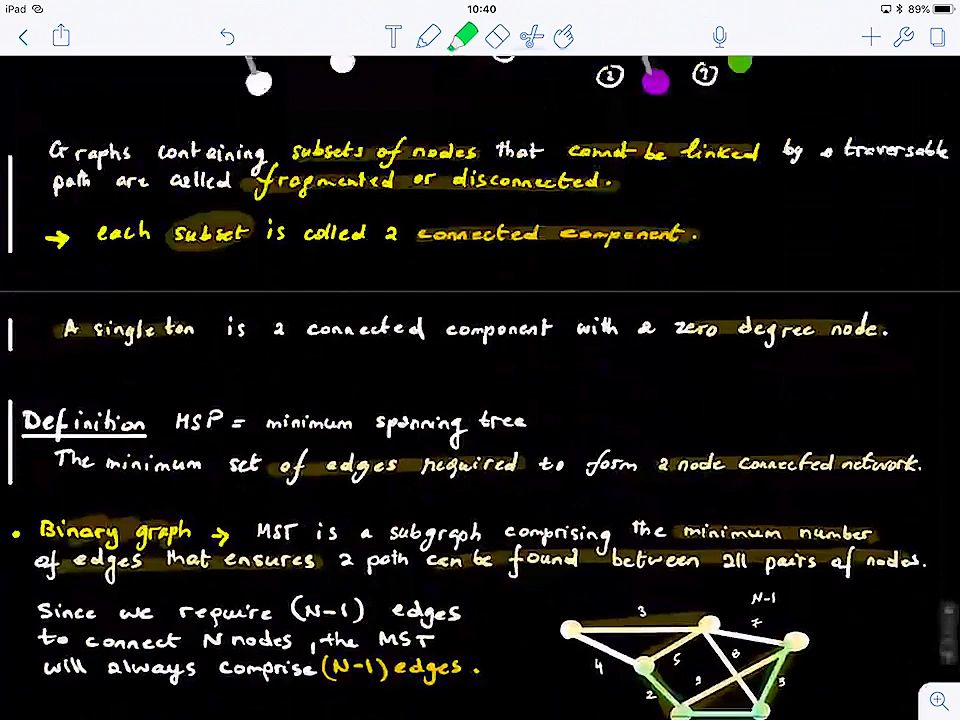 iPad
10:40
89%
T
2 9
Graphs containing subsets of nodes that cannot be linked by a traversable
path are called fragmented or disconnected.
→ each subset is called a connected component.
A singleton is a connected component with a zero degree node.
Definition MSP = minimum spanning tree
The minimum set of edges required to form a node connected network.
• Binary graph → MST is a subgraph comprising the minimum number
of edges that ensures a path can be found between all pairs of nodes.
Since we require (N-1) edges
to connect N nodes, the MST
will always comprise (N-1) edges.
N-1
3
7
4 5 8
2 9 3